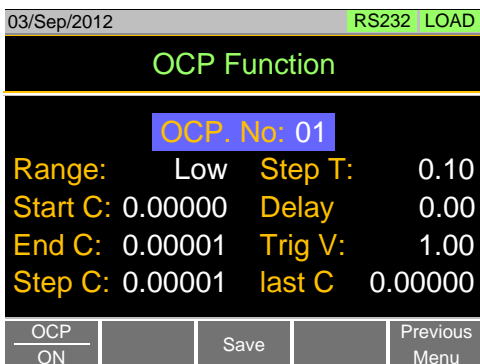 03/Sep/2012 RS232 LOAD
OCP Function
OCP. No: 01
Range: Low Step T: 0.10
Start C: 0.00000 Delay 0.00
End C: 0.00001 Trig V: 1.00
Step C: 0.00001 last C 0.00000
OCP
ON
Save
Previous
Menu